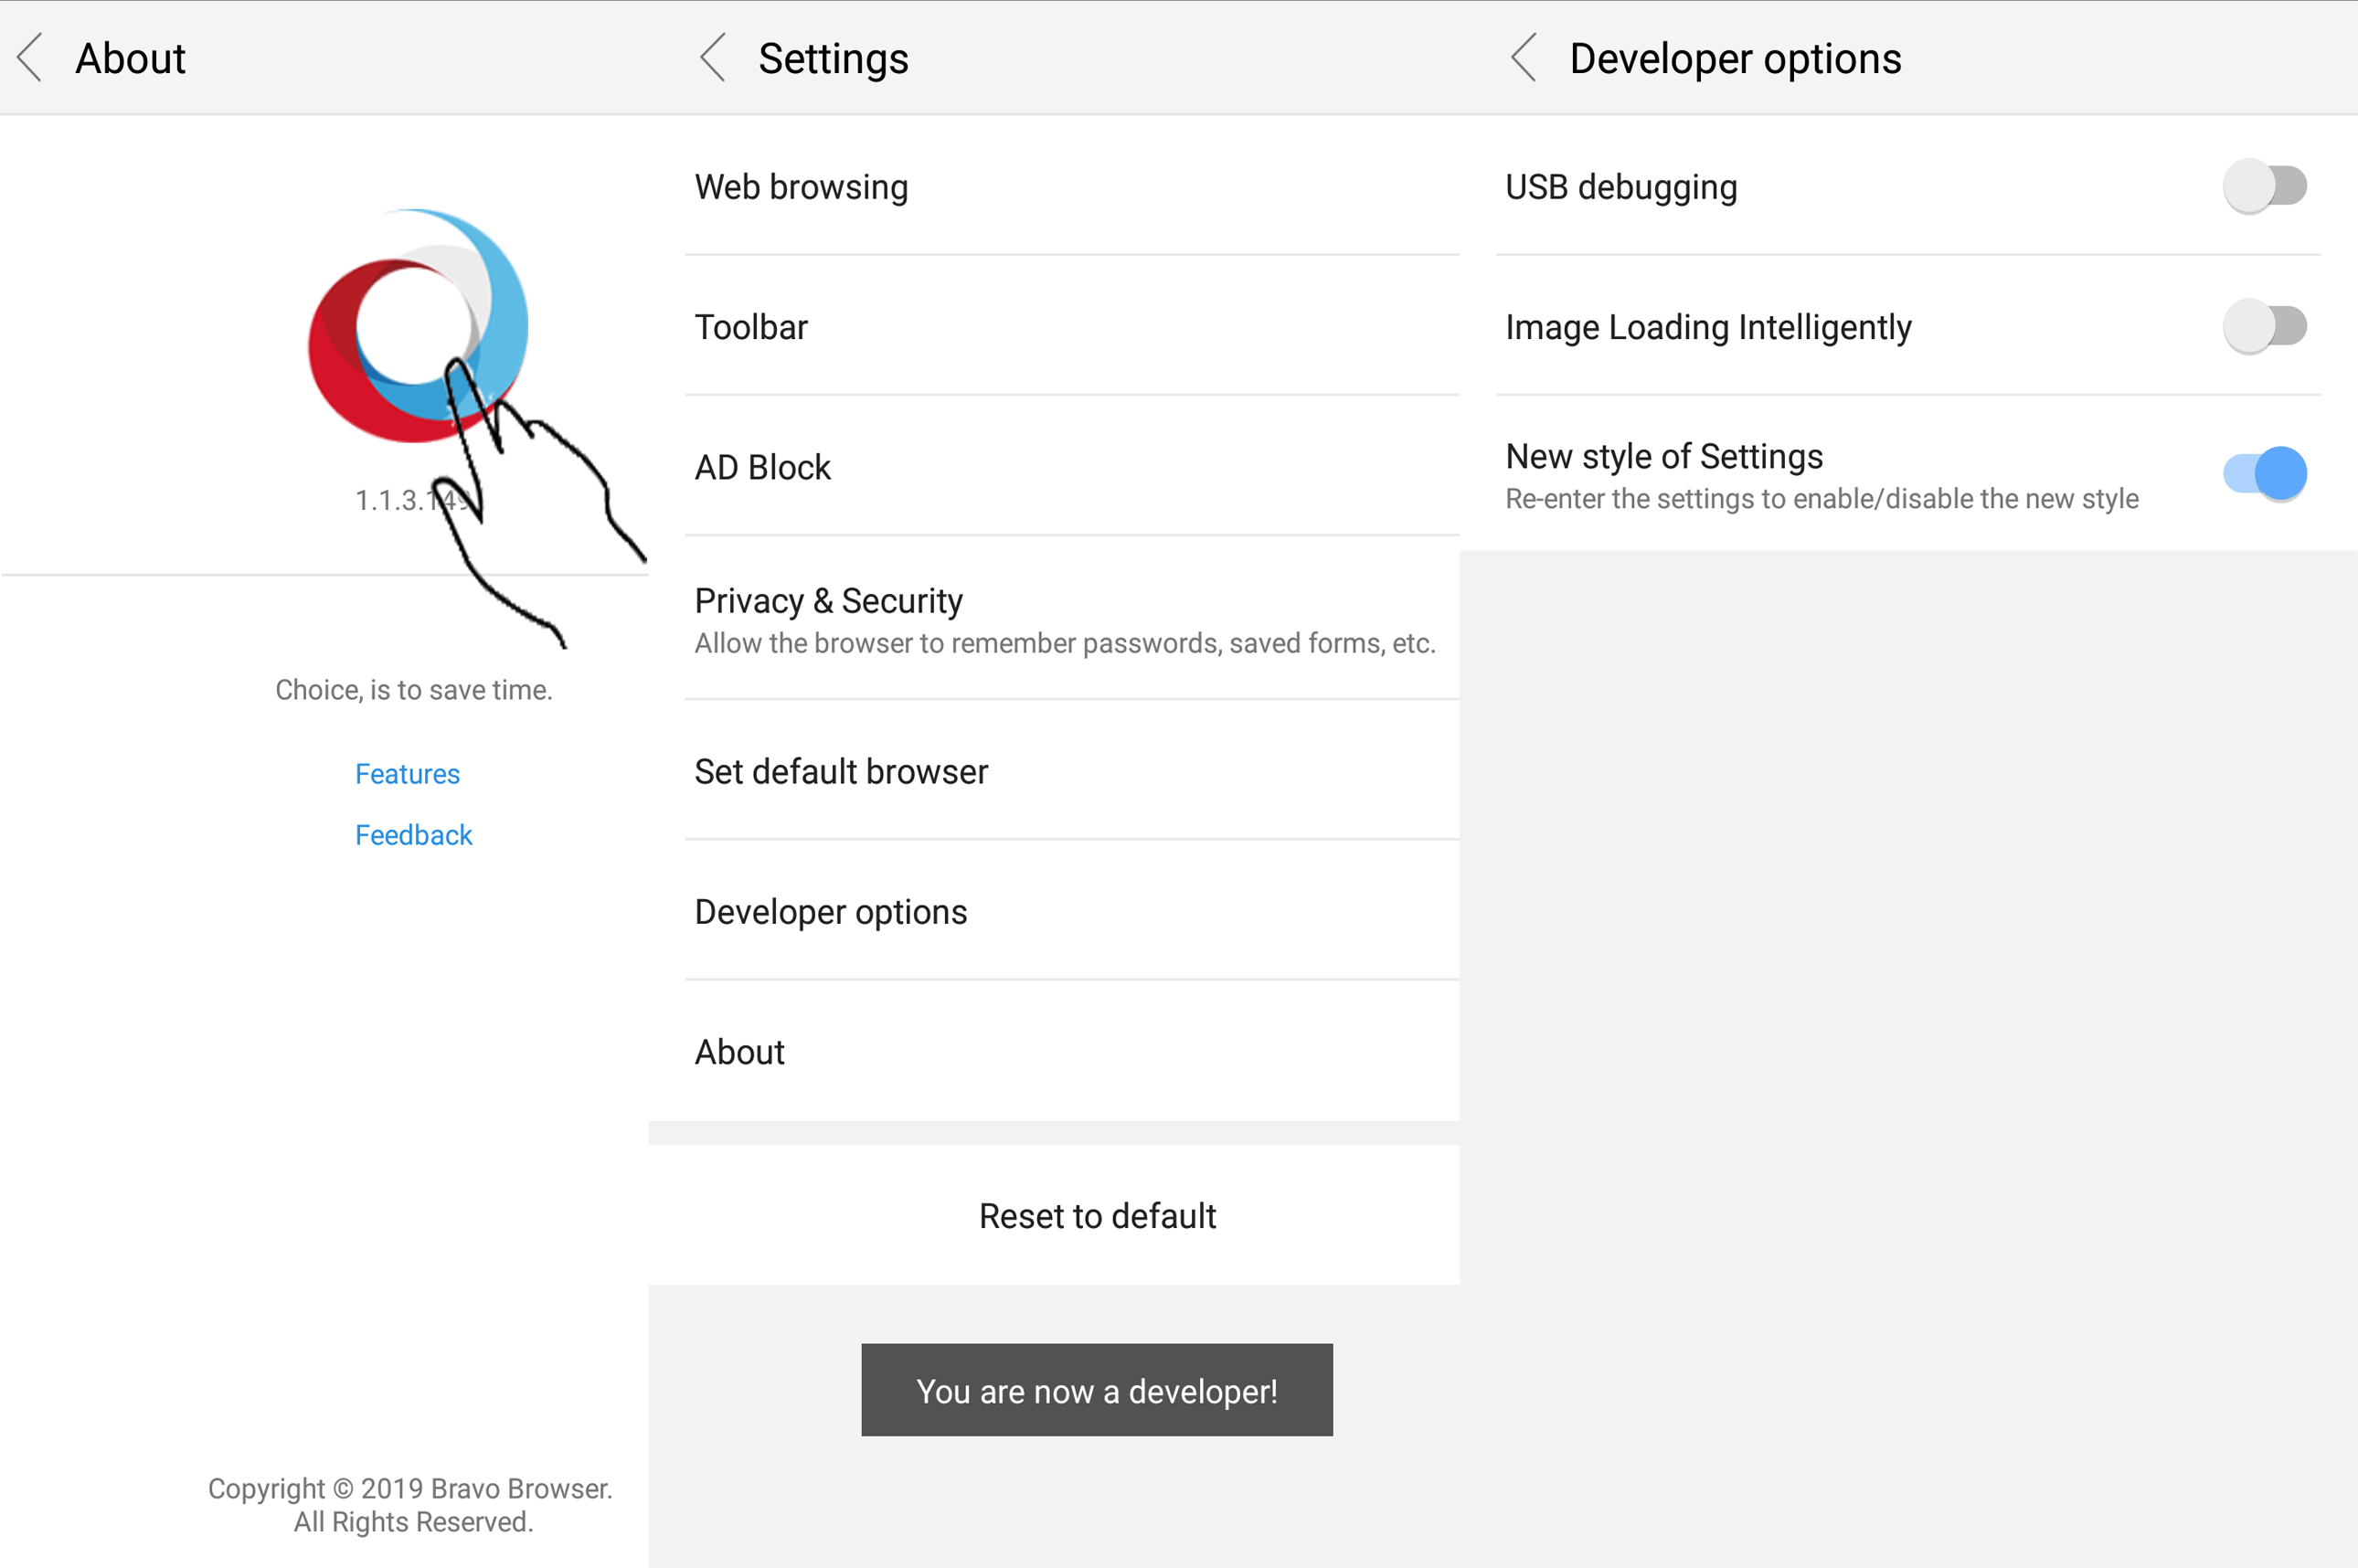 About
1.1.3.149
Choice, is to save time.
Features
Feedback
Copyright © 2019 Bravo Browser.
All Rights Reserved.
Settings
Web browsing
Toolbar
AD Block
Privacy & Security
Allow the browser to remember passwords, saved forms, etc.
Set default browser
Developer options
About
Reset to default
You are now a developer!
Developer options
USB debugging
Image Loading Intelligently
New style of Settings
Re-enter the settings to enable/disable the new style